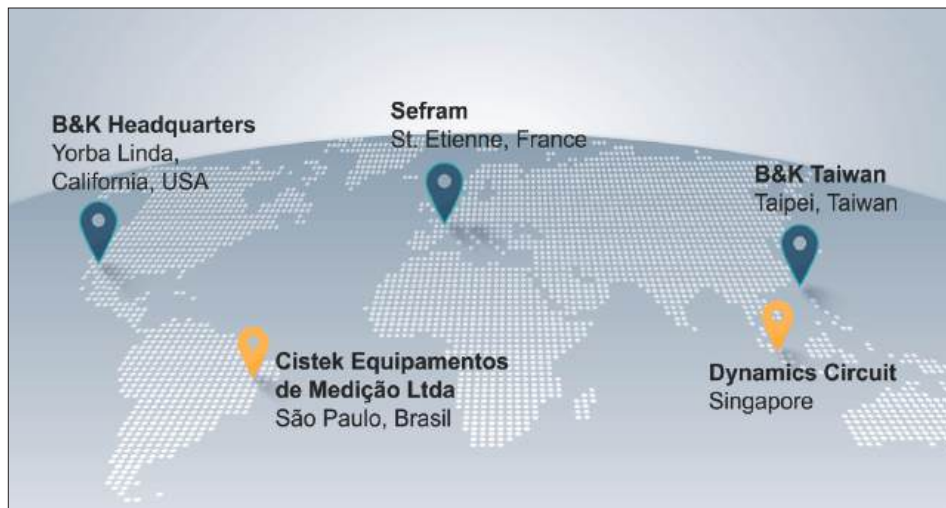 B&K Headquarters
Yorba Linda,
California, USA
Sefram
St. Etienne, France
B&K Taiwan
Taipei, Taiwan
Cistek Equipamentos
de Medição Ltda
São Paulo, Brasil
Dynamics Circuit
Singapore